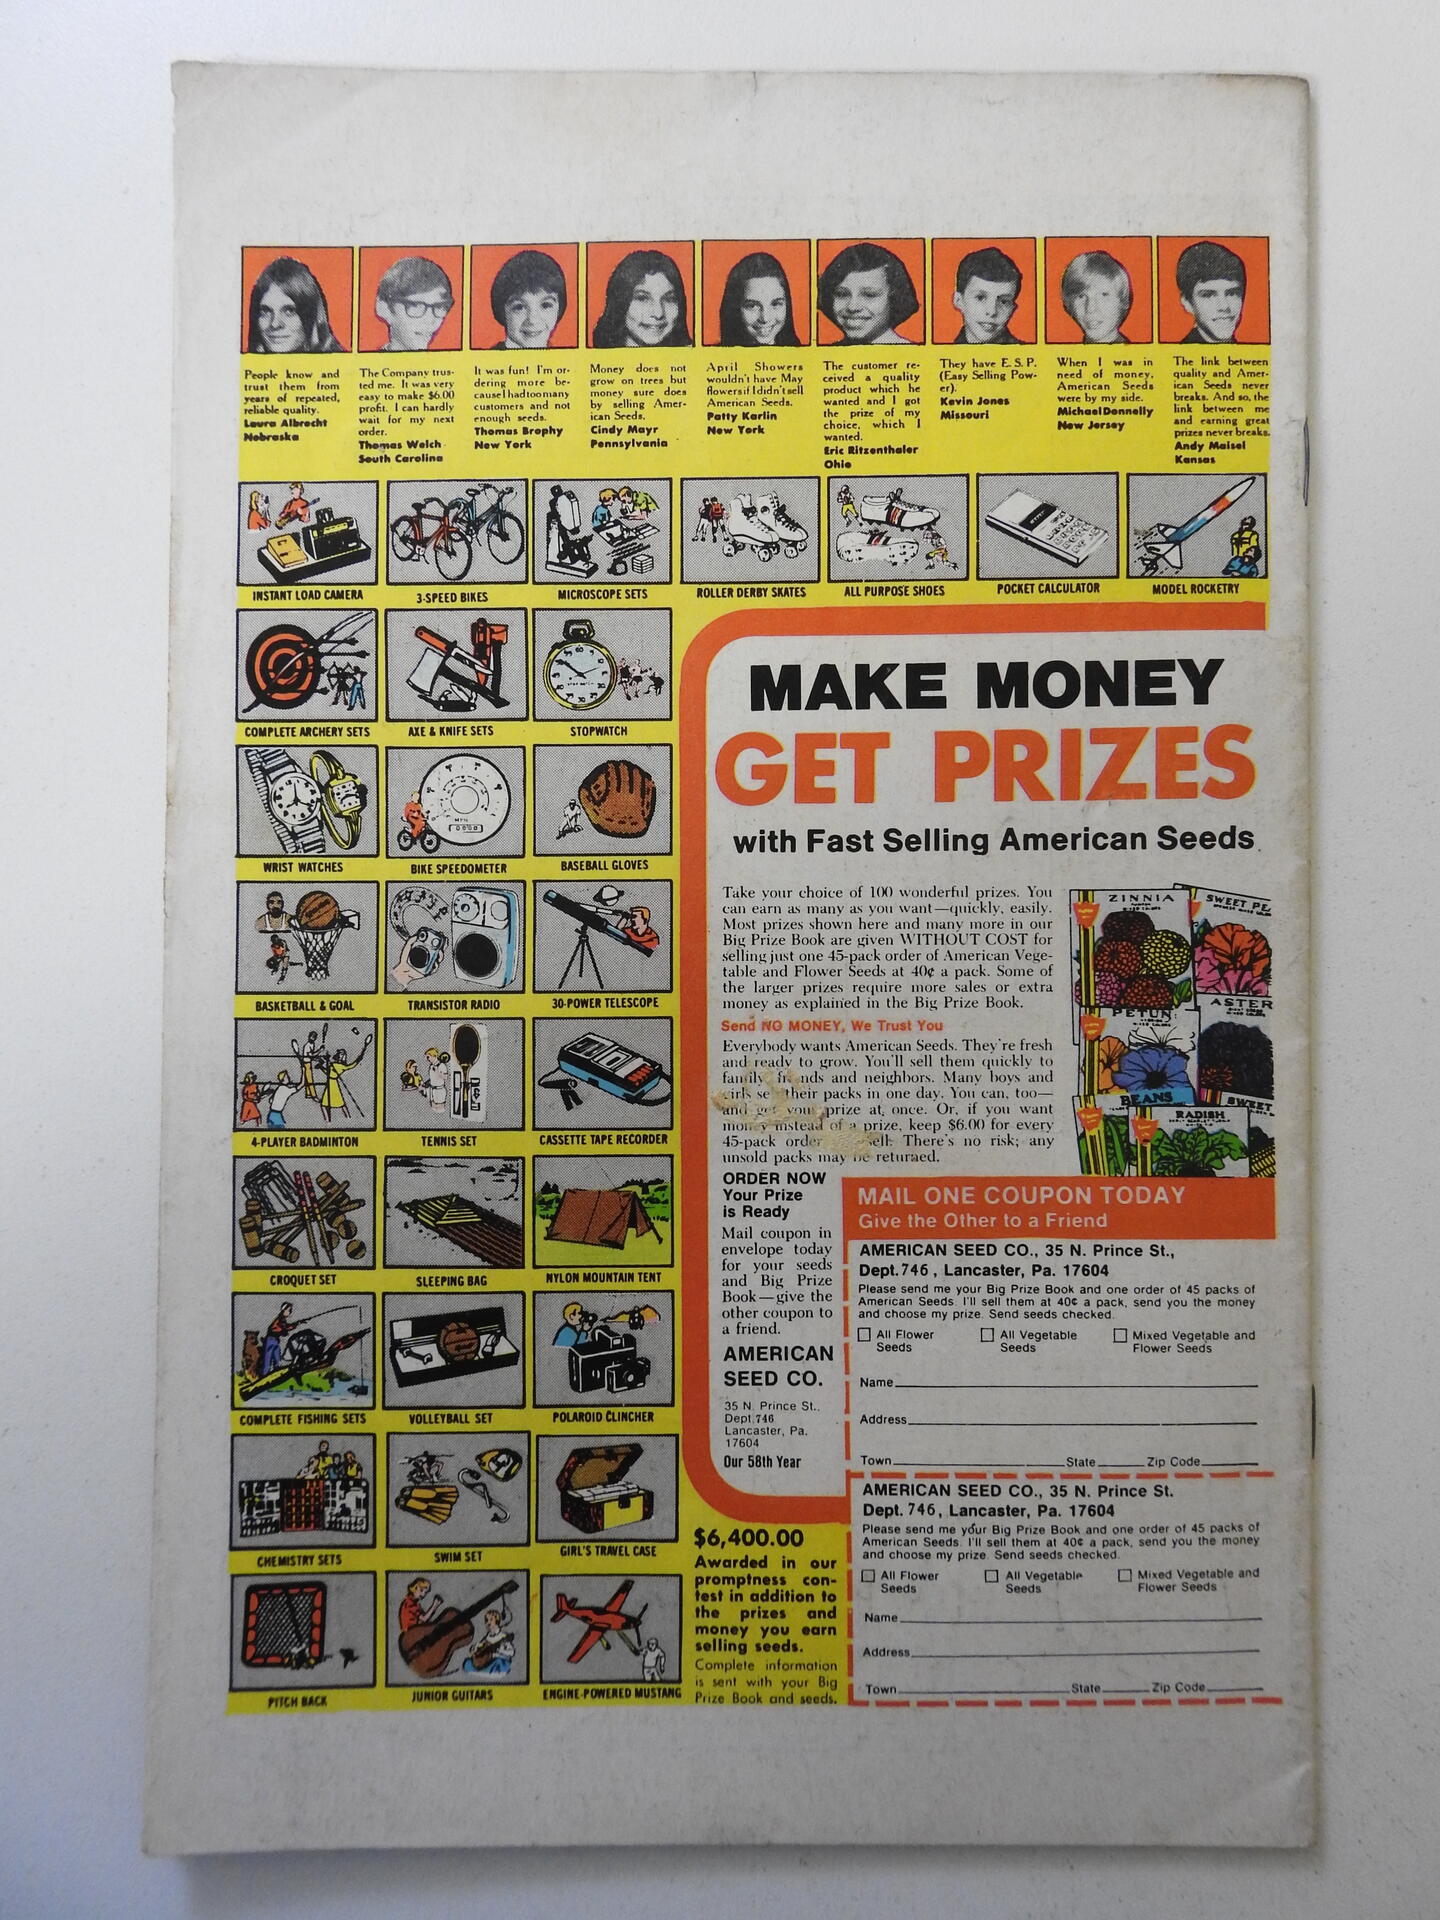 People know and
trust them from
years of repeated,
reliable quality.
Laura Albrecht
Nebraska
The Company trus-
ted me. It was very
easy to make $6.00
profit. I can hardly
wait for my next
order.
Thomas Welch
South Carolina
It was fun! I'm or-
dering more be-
cause I had too many
customers and not
enough seeds.
Thomas Brophy
New York
Money does not
grow on trees but
money sure does
by selling Amer-
ican Seeds.
Cindy Mayr
Pennsylvania
April Showers
wouldn't have May
flowers if I didn't sell
American Seeds.
Patty Karlin
New York
The customer re-
ceived a quality
product which he
wanted and I got
the prize of my
choice, which I
wanted.
Eric Ritzenthaler
Ohio
They have E.S.P.
(Easy Selling Pow-
er).
Kevin Jones
Missouri
When I was in
need of money,
American Seeds
were by my side.
Michael Donnelly
New Jersey
The link between
quality and Amer-
ican Seeds never
breaks. And so, the
link between me
and earning great
prizes never breaks.
Andy Maisel
Kansas
INSTANT LOAD CAMERA
3-SPEED BIKES
MICROSCOPE SETS
ROLLER DERBY SKATES
ALL PURPOSE SHOES
POCKET CALCULATOR
MODEL ROCKETRY
COMPLETE ARCHERY SETS
AXE & KNIFE SETS
STOPWATCH
WRIST WATCHES
BIKE SPEEDOMETER
BASEBALL GLOVES
BASKETBALL & GOAL
TRANSISTOR RADIO
30-POWER TELESCOPE
4-PLAYER BADMINTON
TENNIS SET
CASSETTE TAPE RECORDER
CROQUET SET
SLEEPING BAG
NYLON MOUNTAIN TENT
COMPLETE FISHING SETS
VOLLEYBALL SET
POLAROID CLINCHER
CHEMISTRY SETS
SWIM SET
GIRL'S TRAVEL CASE
PITCH BACK
JUNIOR GUITARS
ENGINE-POWERED MUSTANG
MAKE MONEY
GET PRIZES
with Fast Selling American Seeds.
Take your choice of 100 wonderful prizes. You
can earn as many as you want—quickly, easily.
Most prizes shown here and many more in our
Big Prize Book are given WITHOUT COST for
selling just one 45-pack order of American Vege-
table and Flower Seeds at 40¢ a pack. Some of
the larger prizes require more sales or extra
money as explained in the Big Prize Book.
Send NO MONEY, We Trust You
Everybody wants American Seeds. They're fresh
and ready to grow. You'll sell them quickly to
family friends and neighbors. Many boys and
girls sell their packs in one day. You can, too—
and get your prize at once. Or, if you want
money instead of a prize, keep $6.00 for every
45-pack order sell. There's no risk; any
unsold packs may be returned.
ZINNIA
SWEET PEA
ASTER
PETUN
BEANS
SWEET
RADISH
ORDER NOW
Your Prize
is Ready
Mail coupon in
envelope today
for your seeds
and Big Prize
Book—give the
other coupon to
a friend.
AMERICAN
SEED CO.
35 N. Prince St.,
Dept. 746
Lancaster, Pa.
17604
Our 58th Year
MAIL ONE COUPON TODAY
Give the Other to a Friend
AMERICAN SEED CO., 35 N. Prince St.,
Dept. 746, Lancaster, Pa. 17604
Please send me your Big Prize Book and one order of 45 packs of
American Seeds. I'll sell them at 40¢ a pack, send you the money
and choose my prize. Send seeds checked.
All Flower Seeds
All Vegetable Seeds
Mixed Vegetable and Flower Seeds
Name
Address
Town State Zip Code
AMERICAN SEED CO., 35 N. Prince St.
Dept. 746, Lancaster, Pa. 17604
Please send me your Big Prize Book and one order of 45 packs of
American Seeds. I'll sell them at 40¢ a pack, send you the money
and choose my prize. Send seeds checked.
All Flower Seeds
All Vegetable Seeds
Mixed Vegetable and Flower Seeds
Name
Address
Town State Zip Code
$6,400.00
Awarded in our
promptness con-
test in addition to
the prizes and
money you earn
selling seeds.
Complete information
is sent with your Big
Prize Book and seeds.